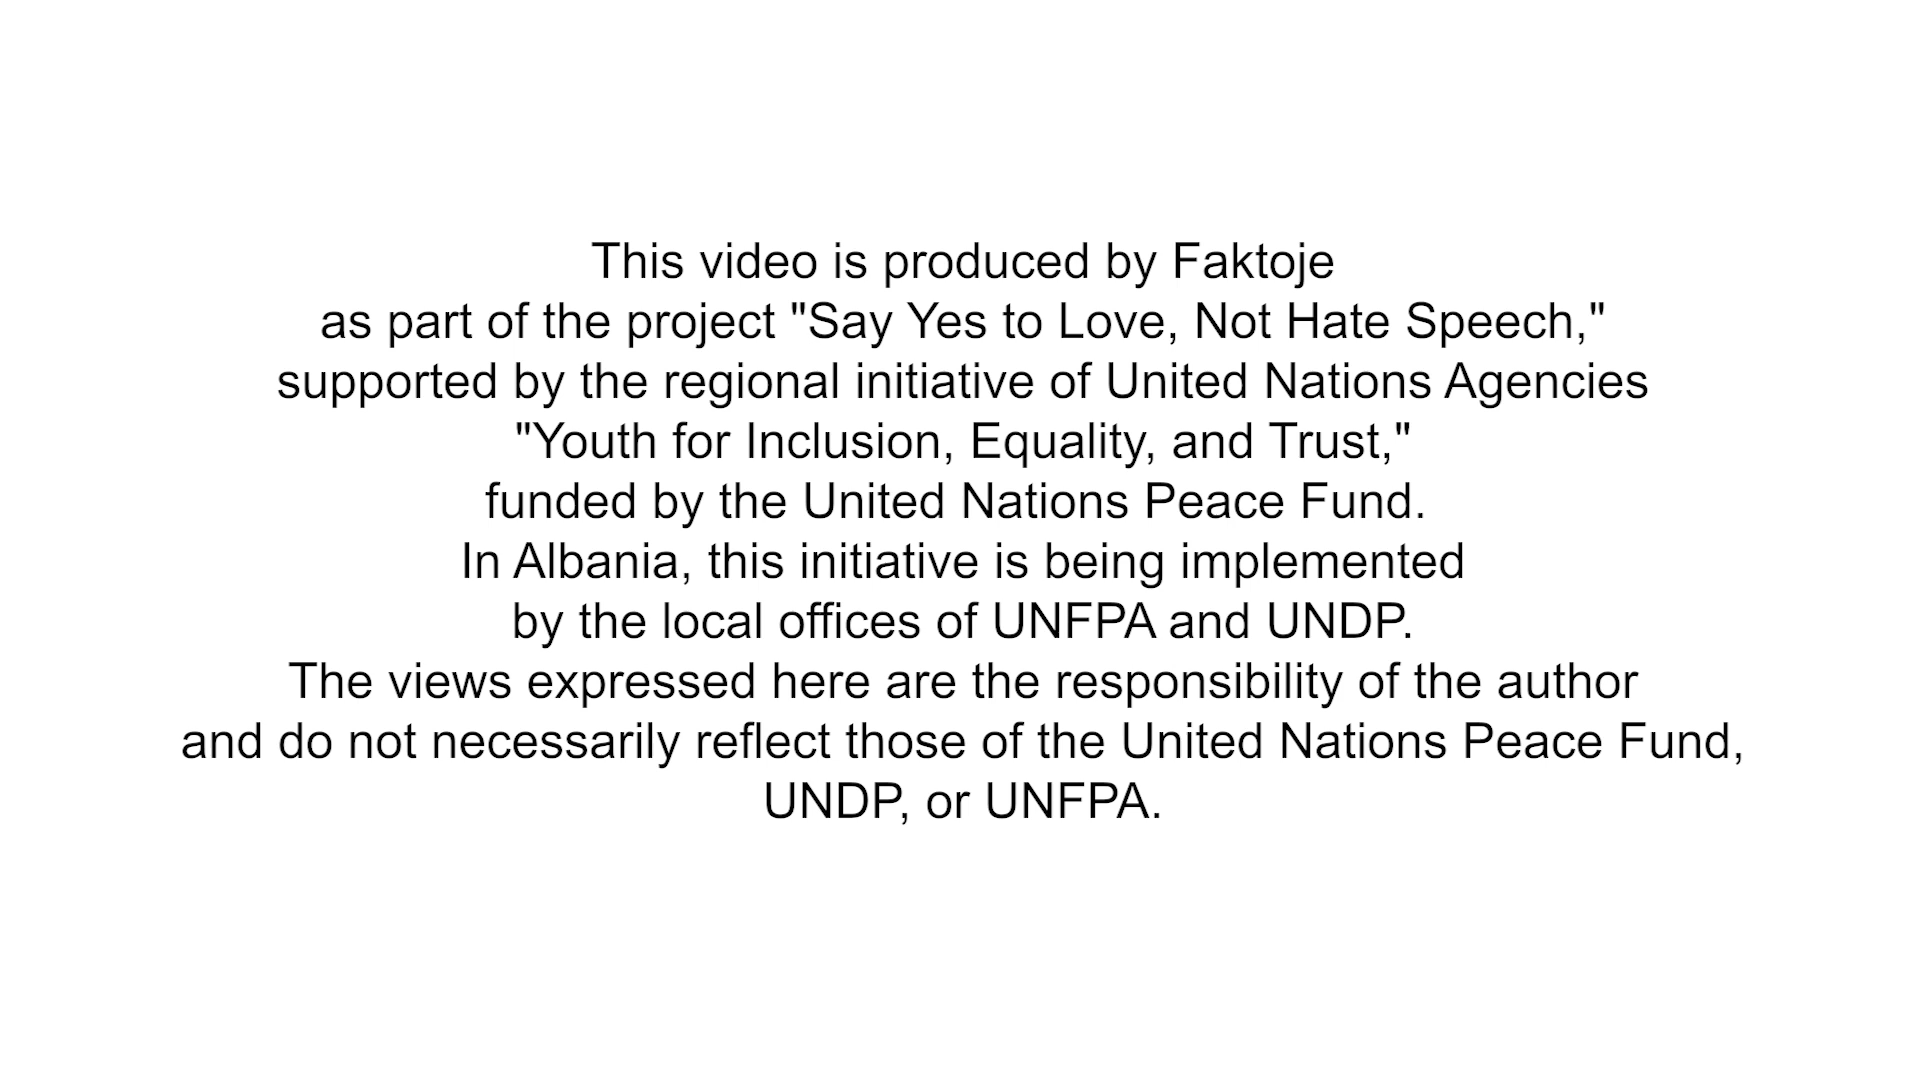 This video is produced by Faktoje
as part of the project "Say Yes to Love, Not Hate Speech,"
supported by the regional initiative of United Nations Agencies
"Youth for Inclusion, Equality, and Trust,"
funded by the United Nations Peace Fund.
In Albania, this initiative is being implemented
by the local offices of UNFPA and UNDP.
The views expressed here are the responsibility of the author
and do not necessarily reflect those of the United Nations Peace Fund,
UNDP, or UNFPA.